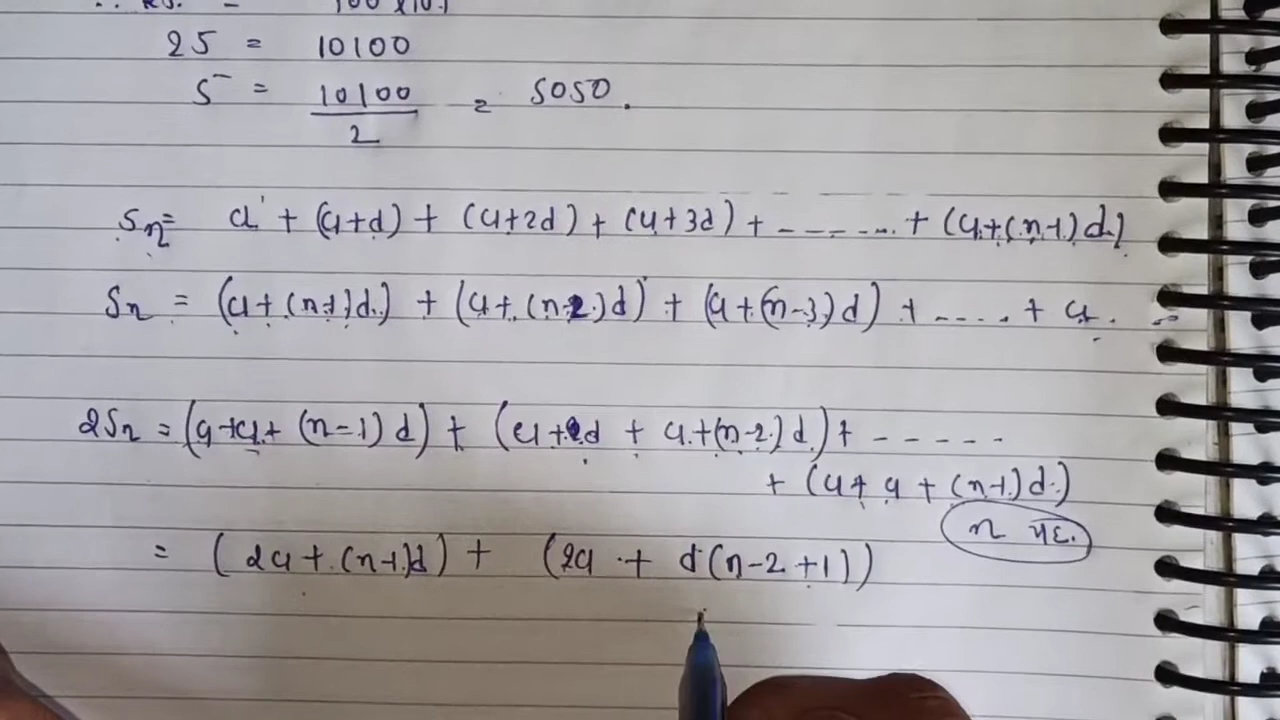 2S = 10100
S = 10100/2 = 5050.
Sn = a + (a+d) + (a+2d) + (a+3d) + ------ + (a+(n-1)d)
Sn = (a+(n-1)d) + (a+(n-2)d) + (a+(n-3)d) + .... + a.
2Sn = (a+a+ (n-1)d) + (a+d + a+(n-2)d) + -----
+ (a+ a + (n-1)d)
n પદ.
= (2a+(n-1)d) + (2a + d(n-2+1))